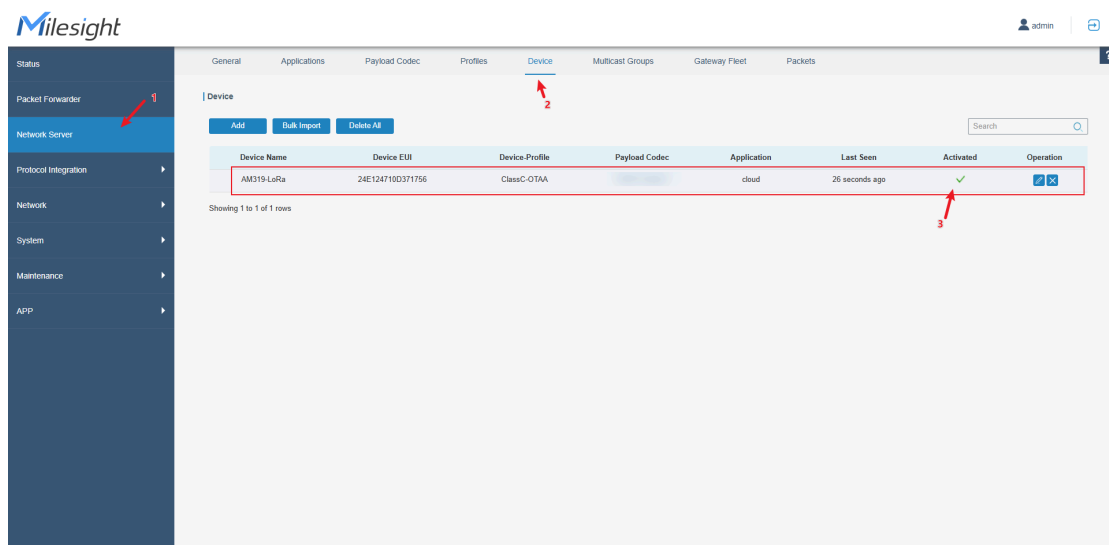 Milesight
admin
Status
Packet Forwarder
1
Network Server
Protocol Integration
Network
System
Maintenance
APP
General Applications Payload Codec Profiles Device Multicast Groups Gateway Fleet Packets
?
2
Device
Add Bulk Import Delete All Search
Device Name Device EUI Device-Profile Payload Codec Application Last Seen Activated Operation
AM319-LoRa 24E124710D371756 ClassC-OTAA cloud 26 seconds ago
Showing 1 to 1 of 1 rows
3